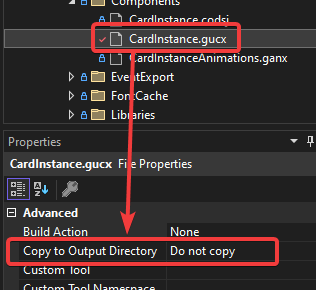 Components
CardInstance.codsj
CardInstance.gucx
CardInstanceAnimations.ganx
EventExport
FontCache
Libraries
Properties
CardInstance.gucx File Properties
Advanced
Build Action None
Copy to Output Directory Do not copy
Custom Tool
Custom Tool Namespace